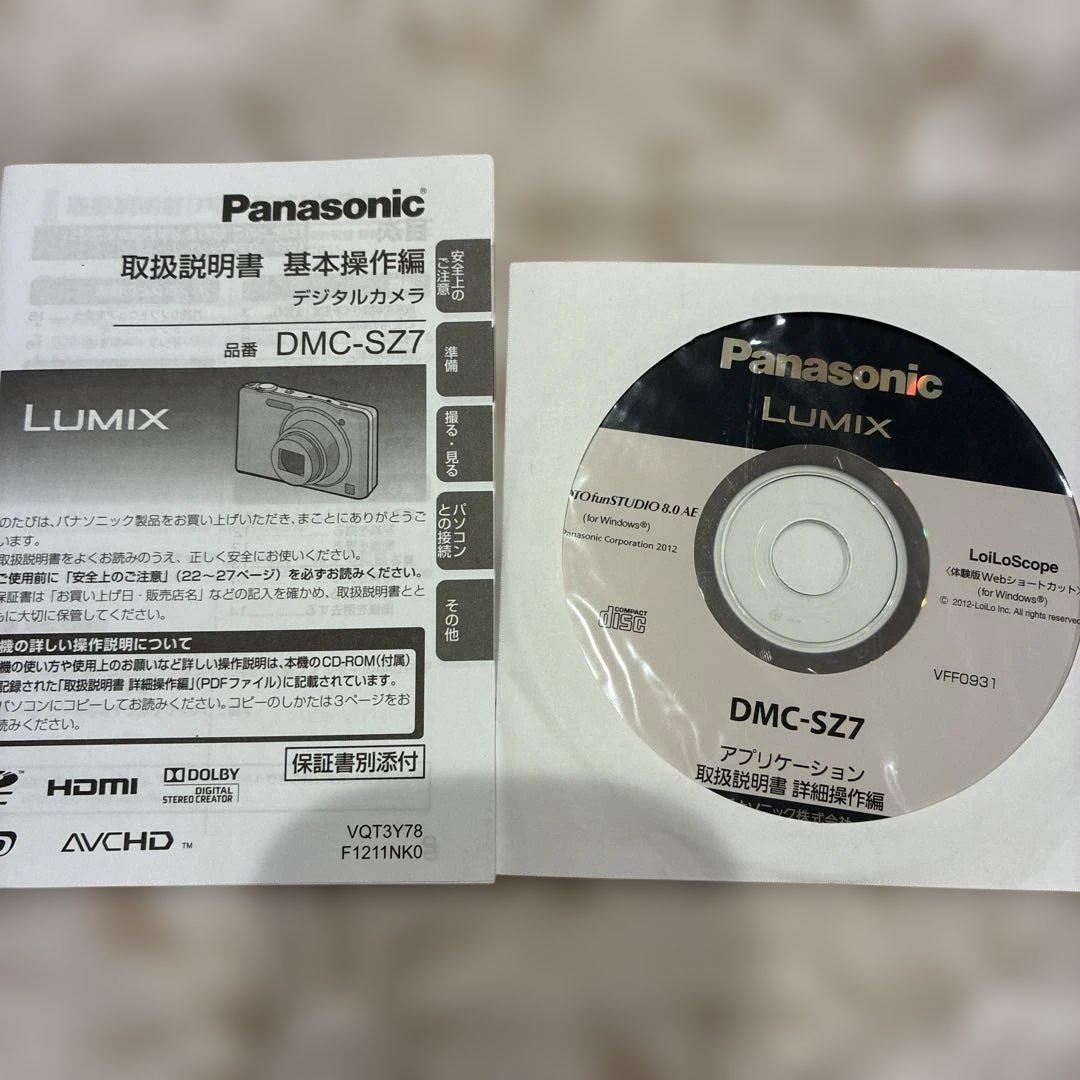 Panasonic®
取扱説明書 基本操作編
デジタルカメラ
品番 DMC-SZ7
LUMIX
安全上のご注意
準備
撮る・見る
パソコンとの接続
その他
のたびは、パナソニック製品をお買い上げいただき、まことにありがとうご
います。
取扱説明書をよくお読みのうえ、正しく安全にお使いください。
ご使用前に「安全上のご注意」(22〜27ページ)を必ずお読みください。
保証書は「お買い上げ日・販売店名」などの記入を確かめ、取扱説明書とと
に大切に保管してください。
機の詳しい操作説明について
機の使い方や使用上のお願いなど詳しい操作説明は、本機のCD-ROM(付属)
記録された「取扱説明書 詳細操作編」(PDFファイル)に記載されています。
パソコンにコピーしてお読みください。コピーのしかたは3ページをお
読みください。
保証書別添付
HDMI
DOLBY
DIGITAL
STEREO CREATOR
AVCHD™
VQT3Y78
F1211NK0
Panasonic
LUMIX
TOfunSTUDIO 8.0 AE
(for Windows®)
Panasonic Corporation 2012
COMPACT
disc
LoiLoScope
〈体験版Webショートカット〉
(for Windows®)
© 2012-LoiLo Inc. All rights reserved
VFF0931
DMC-SZ7
アプリケーション
取扱説明書 詳細操作編
ソニック株式会社